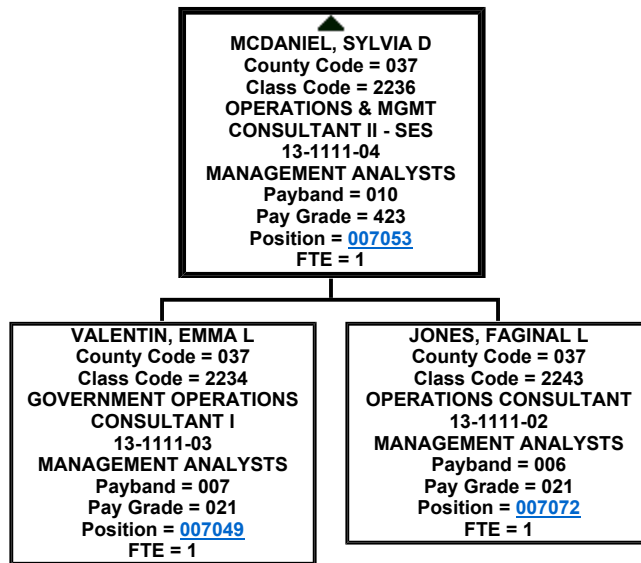 MCDANIEL, SYLVIA D
County Code = 037
Class Code = 2236
OPERATIONS & MGMT
CONSULTANT II - SES
13-1111-04
MANAGEMENT ANALYSTS
Payband = 010
Pay Grade = 423
Position = 007053
FTE = 1
VALENTIN, EMMA L
County Code = 037
Class Code = 2234
GOVERNMENT OPERATIONS
CONSULTANT I
13-1111-03
MANAGEMENT ANALYSTS
Payband = 007
Pay Grade = 021
Position = 007049
FTE = 1
JONES, FAGINAL L
County Code = 037
Class Code = 2243
OPERATIONS CONSULTANT
13-1111-02
MANAGEMENT ANALYSTS
Payband = 006
Pay Grade = 021
Position = 007072
FTE = 1